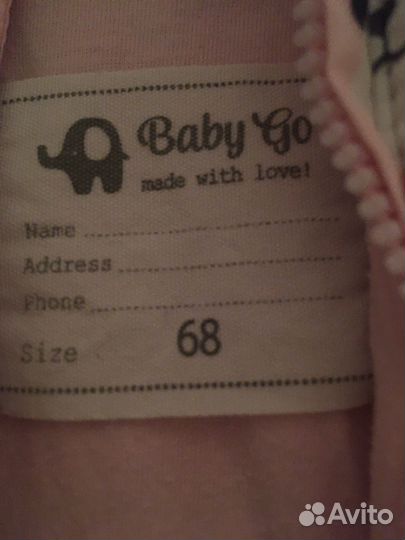 Baby Go
made with love!
Name
Address
Phone
Size 68
Avito